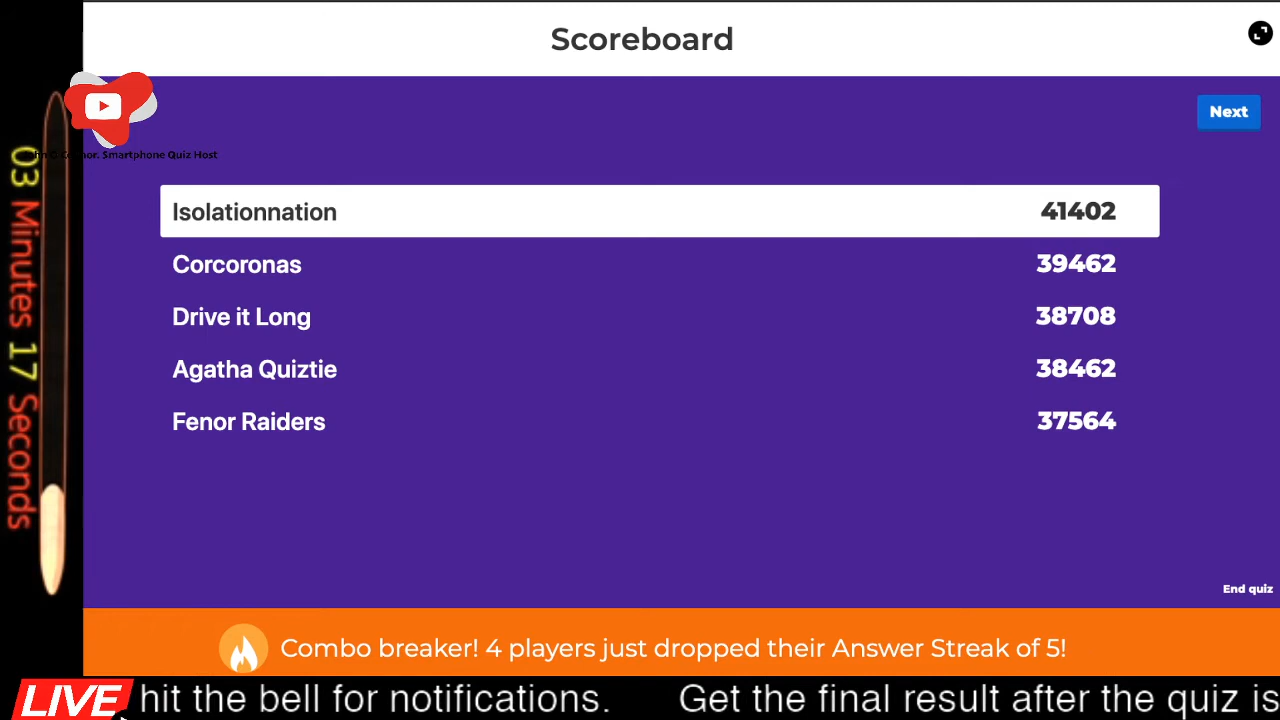 Scoreboard
Next
Smartphone Quiz Host
03 Minutes 17 Seconds
Isolationnation 41402
Corcoronas 39462
Drive it Long 38708
Agatha Quiztie 38462
Fenor Raiders 37564
End quiz
Combo breaker! 4 players just dropped their Answer Streak of 5!
LIVE hit the bell for notifications. Get the final result after the quiz is